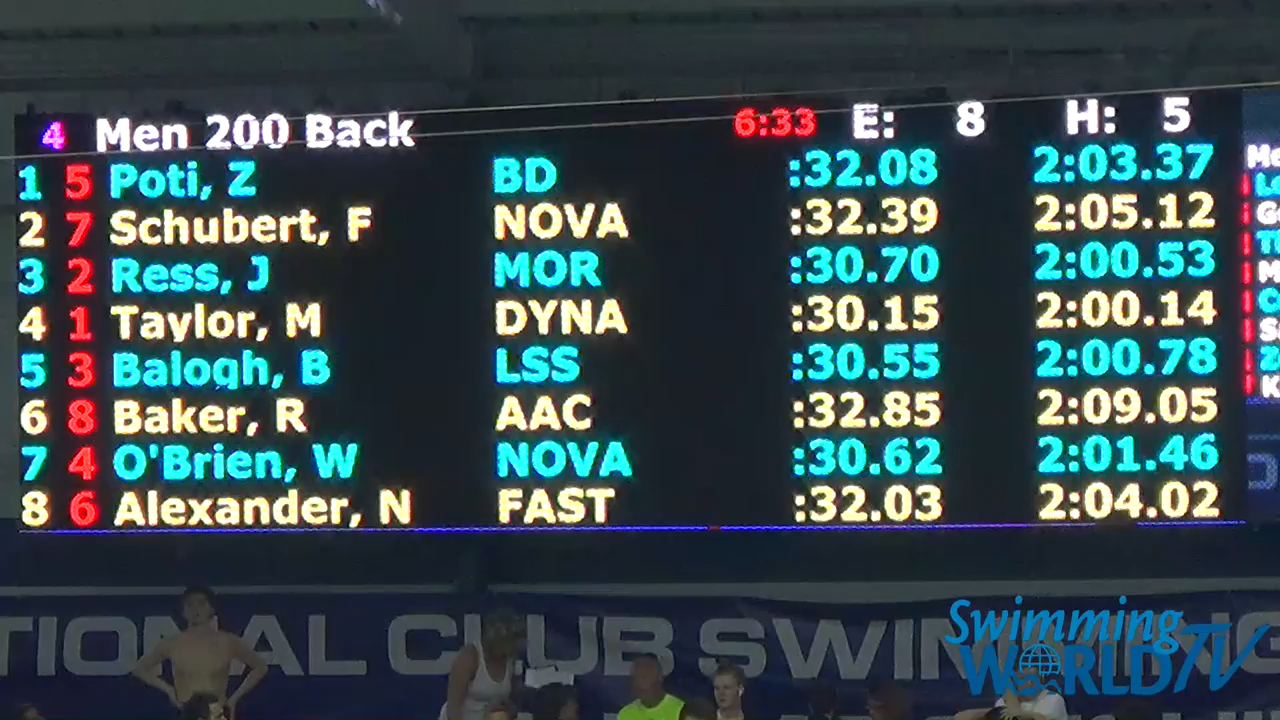 4 Men 200 Back 6:33 E: 8 H: 5
1 5 Poti, Z BD :32.08 2:03.37
2 7 Schubert, F NOVA :32.39 2:05.12
3 2 Ress, J MOR :30.70 2:00.53
4 1 Taylor, M DYNA :30.15 2:00.14
5 3 Balogh, B LSS :30.55 2:00.78
6 8 Baker, R AAC :32.85 2:09.05
7 4 O'Brien, W NOVA :30.62 2:01.46
8 6 Alexander, N FAST :32.03 2:04.02
TIONAL CLUB SWIM
Swimming
WORLD TV